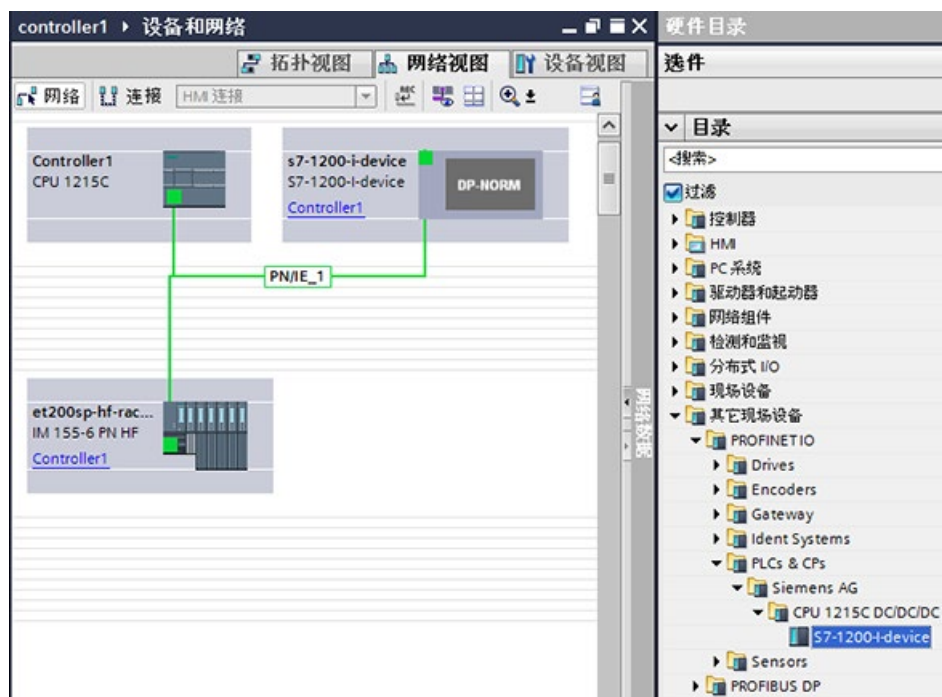 controller1 ▸ 设备和网络
硬件目录
拓扑视图 网络视图 设备视图
选件
网络 连接 HMI 连接
目录
<搜索>
过滤
Controller1
CPU 1215C
s7-1200-i-device
S7-1200-I-device
Controller1
DP-NORM
PN/IE_1
et200sp-hf-rac...
IM 155-6 PN HF
Controller1
网络数据
控制器
HMI
PC 系统
驱动器和起动器
网络组件
检测和监视
分布式 I/O
现场设备
其它现场设备
PROFINET IO
Drives
Encoders
Gateway
Ident Systems
PLCs & CPs
Siemens AG
CPU 1215C DC/DC/DC
S7-1200-I-device
Sensors
PROFIBUS DP